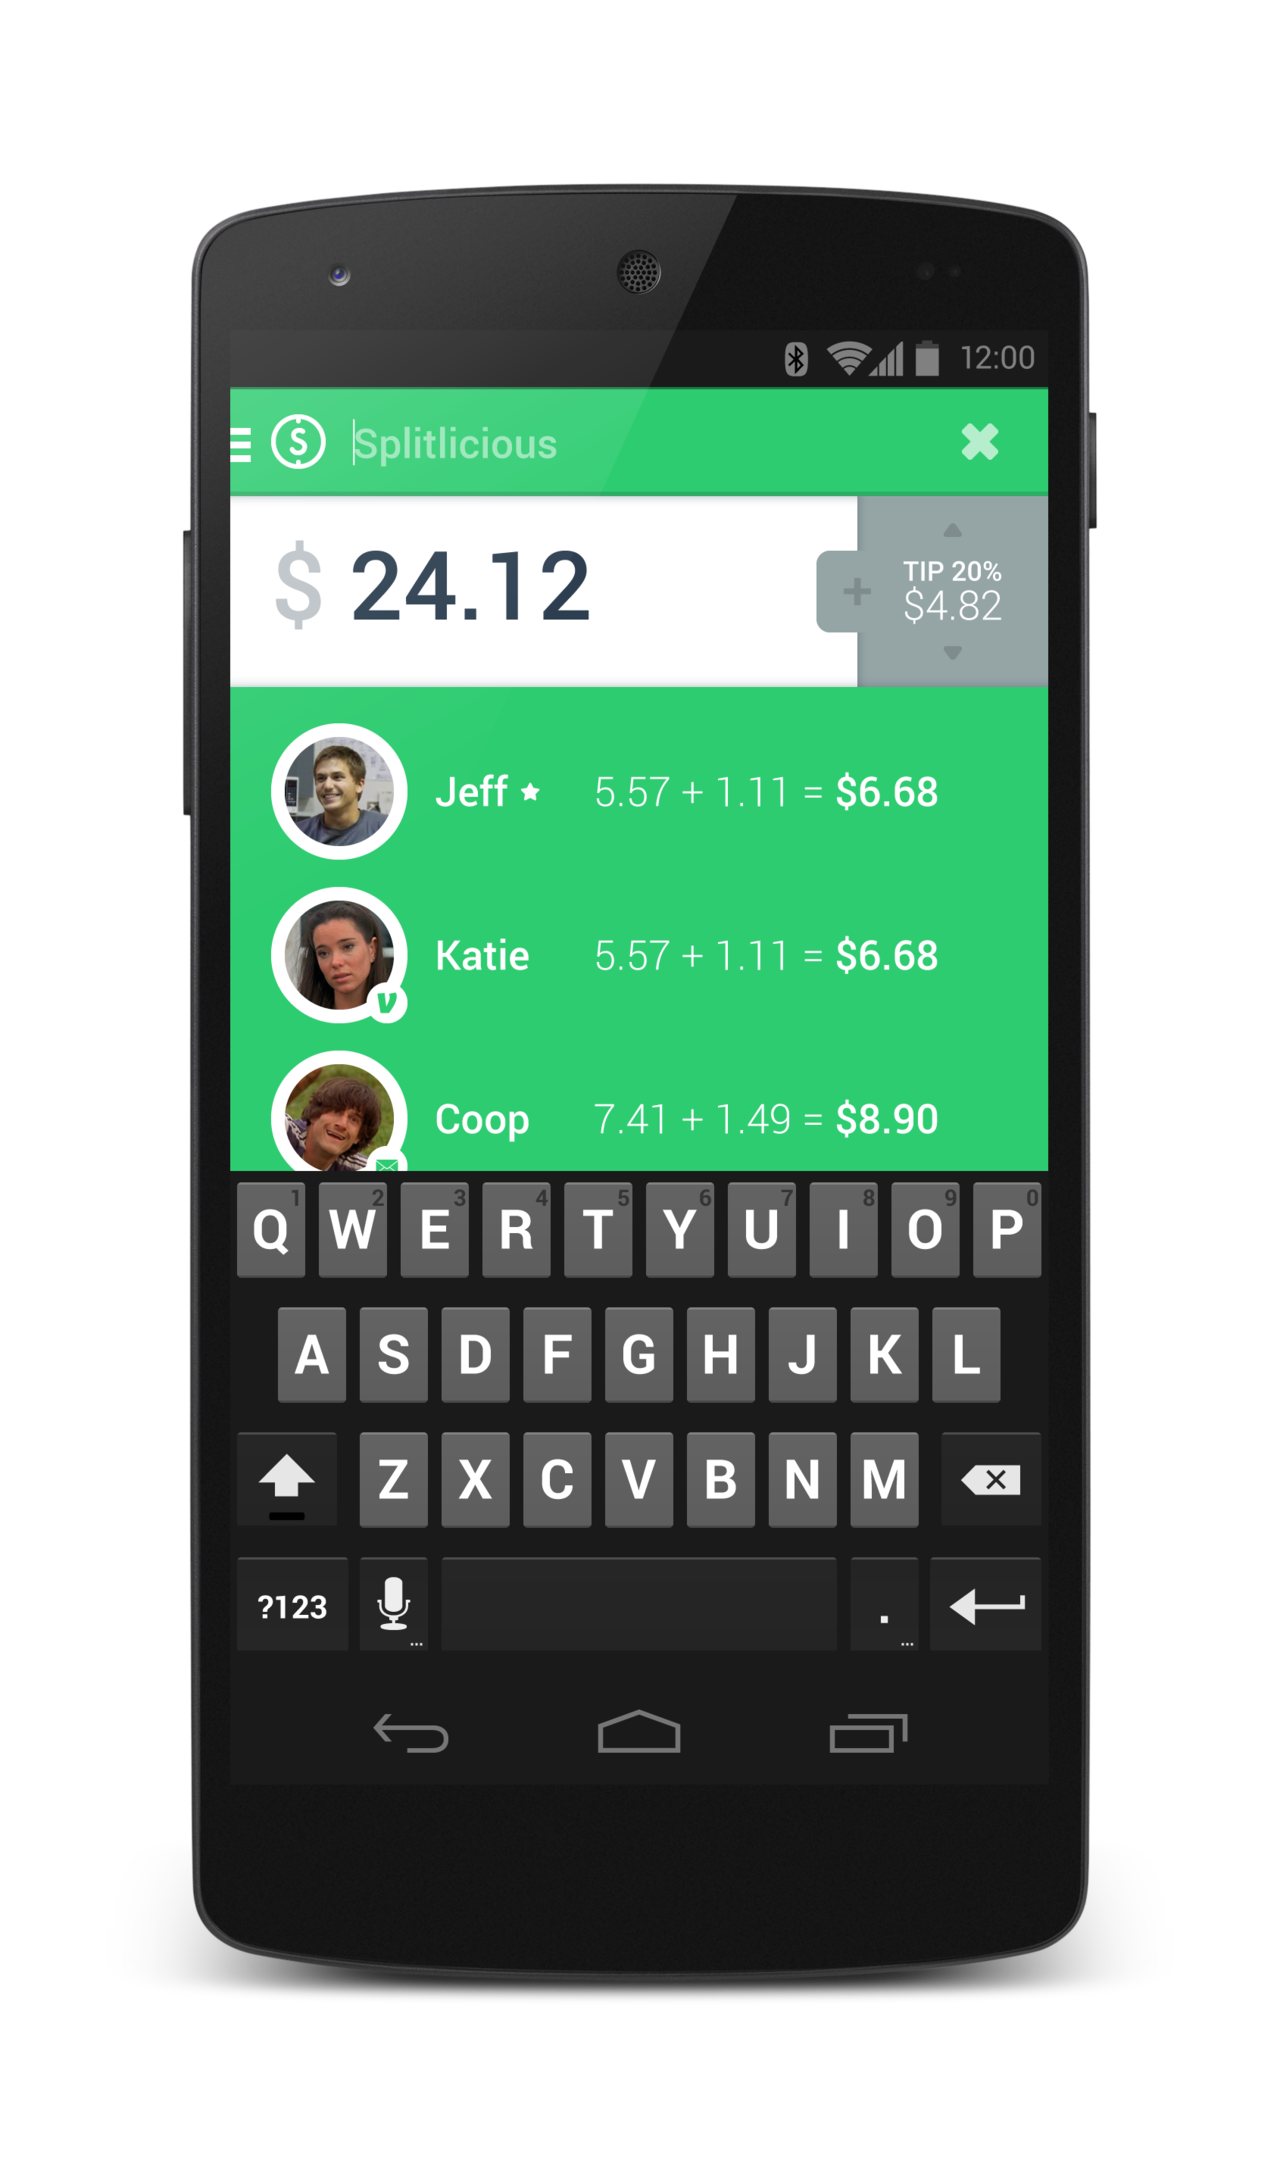 12:00
$ Splitlicious
$ 24.12
+ TIP 20%
$4.82
Jeff 5.57 + 1.11 = $6.68
Katie 5.57 + 1.11 = $6.68
Coop 7.41 + 1.49 = $8.90
1 2 3 4 5 6 7 8 9 0
Q W E R T Y U I O P
A S D F G H J K L
Z X C V B N M
?123 ... . ...